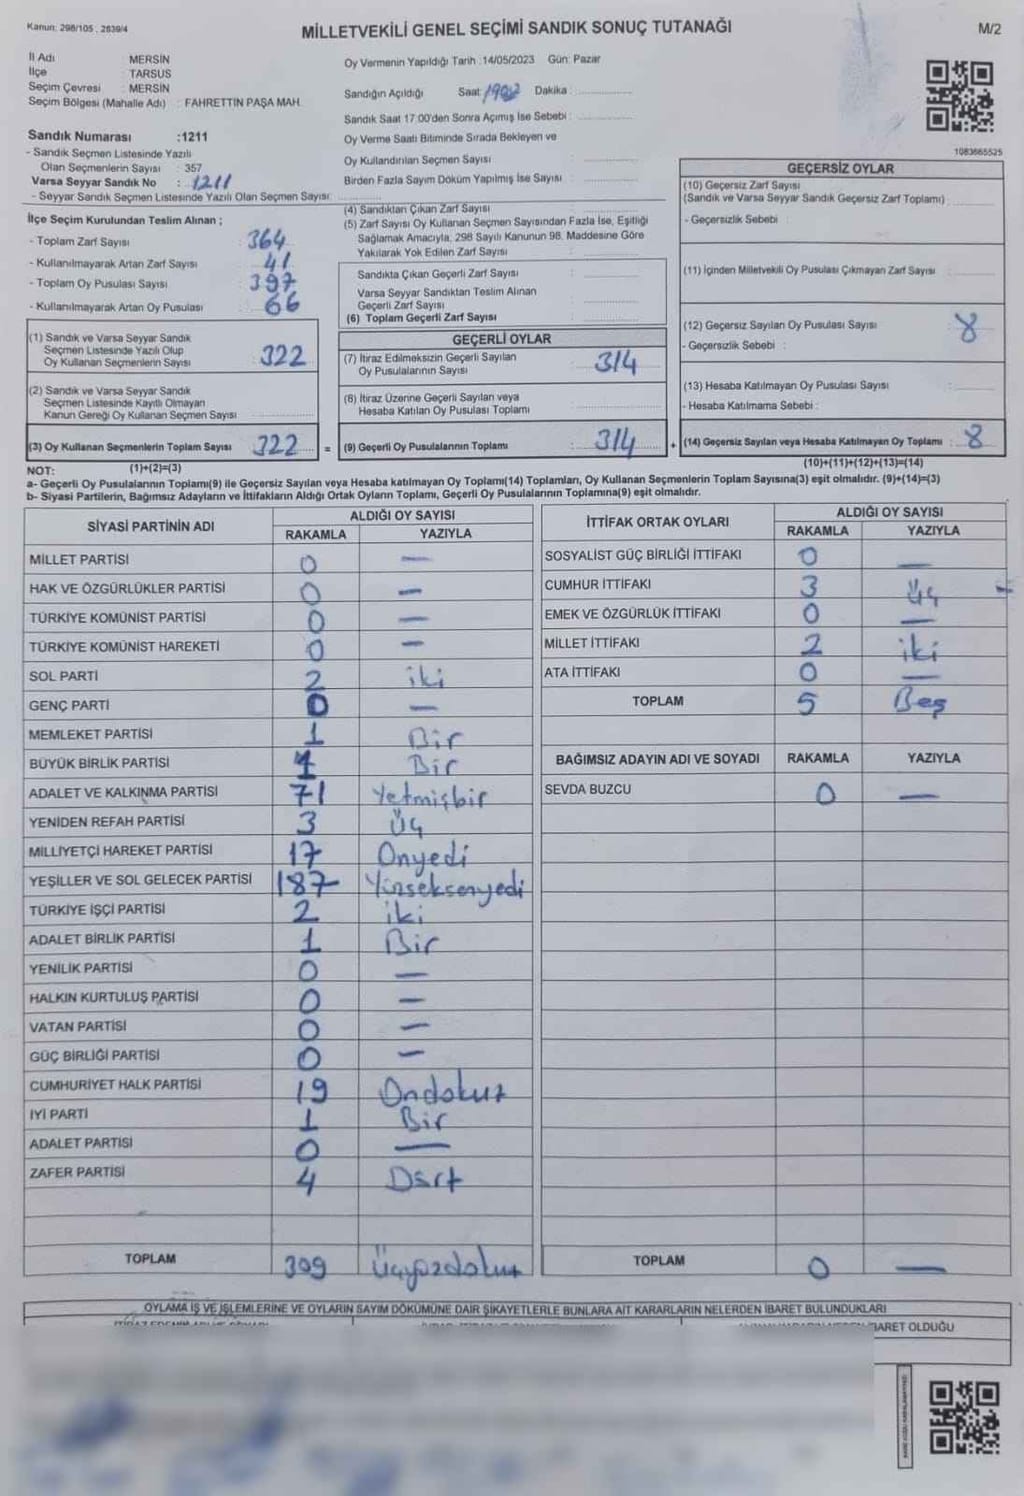 Kanun: 298/105 , 2839/4
MİLLETVEKİLİ GENEL SEÇİMİ SANDIK SONUÇ TUTANAĞI
M/2
İl Adı : MERSİN
İlçe : TARSUS
Seçim Çevresi : MERSİN
Seçim Bölgesi (Mahalle Adı) : FAHRETTİN PAŞA MAH.
Sandık Numarası :1211
- Sandık Seçmen Listesinde Yazılı
Olan Seçmenlerin Sayısı : 357
Varsa Seyyar Sandık No : 1211
- Seyyar Sandık Seçmen Listesinde Yazılı Olan Seçmen Sayısı:
Oy Vermenin Yapıldığı Tarih :14/05/2023 Gün: Pazar
Sandığın Açıldığı Saat: Dakika :
Sandık Saat 17:00'den Sonra Açımış İse Sebebi :
Oy Verme Saati Bitiminde Sırada Bekleyen ve
Oy Kullandırılan Seçmen Sayısı :
Birden Fazla Sayım Döküm Yapılmış İse Sayısı :
1083665525
İlçe Seçim Kurulundan Teslim Alınan ;
- Toplam Zarf Sayısı : 364
- Kullanılmayarak Artan Zarf Sayısı : 41
- Toplam Oy Pusulası Sayısı : 397
- Kullanılmayarak Artan Oy Pusulası : 66
(4) Sandıktan Çıkan Zarf Sayısı :
(5) Zarf Sayısı Oy Kullanan Seçmen Sayısından Fazla İse, Eşitliği
Sağlamak Amacıyla, 298 Sayılı Kanunun 98. Maddesine Göre
Yakılarak Yok Edilen Zarf Sayısı :
Sandıkta Çıkan Geçerli Zarf Sayısı :
Varsa Seyyar Sandıktan Teslim Alınan
Geçerli Zarf Sayısı :
(6) Toplam Geçerli Zarf Sayısı :
GEÇERSİZ OYLAR
(10) Geçersiz Zarf Sayısı
(Sandık ve Varsa Seyyar Sandık Geçersiz Zarf Toplamı) :
- Geçersizlik Sebebi :
(11) İçinden Milletvekili Oy Pusulası Çıkmayan Zarf Sayısı :
(12) Geçersiz Sayılan Oy Pusulası Sayısı : 8
- Geçersizlik Sebebi :
(13) Hesaba Katılmayan Oy Pusulası Sayısı :
- Hesaba Katılmama Sebebi :
(14) Geçersiz Sayılan veya Hesaba Katılmayan Oy Toplamı : 8
(10)+(11)+(12)+(13)=(14)
(1) Sandık ve Varsa Seyyar Sandık
Seçmen Listesinde Yazılı Olup
Oy Kullanan Seçmenlerin Sayısı : 322
(2) Sandık ve Varsa Seyyar Sandık
Seçmen Listesinde Kayıtlı Olmayan
Kanun Gereği Oy Kullanan Seçmen Sayısı :
(3) Oy Kullanan Seçmenlerin Toplam Sayısı : 322 =
(1)+(2)=(3)
GEÇERLİ OYLAR
(7) İtiraz Edilmeksizin Geçerli Sayılan
Oy Pusulalarının Sayısı : 314
(8) İtiraz Üzerine Geçerli Sayılan veya
Hesaba Katılan Oy Pusulası Toplamı :
(9) Geçerli Oy Pusulalarının Toplamı : 314 +
NOT:
a- Geçerli Oy Pusulalarının Toplamı(9) ile Geçersiz Sayılan veya Hesaba katılmayan Oy Toplamı(14) Toplamları, Oy Kullanan Seçmenlerin Toplam Sayısına(3) eşit olmalıdır. (9)+(14)=(3)
b- Siyasi Partilerin, Bağımsız Adayların ve İttifakların Aldığı Ortak Oyların Toplamı, Geçerli Oy Pusulalarının Toplamına(9) eşit olmalıdır.
SİYASİ PARTİNİN ADI ALDIĞI OY SAYISI
RAKAMLA YAZIYLA
MİLLET PARTİSİ 0 —
HAK VE ÖZGÜRLÜKLER PARTİSİ 0 —
TÜRKİYE KOMÜNİST PARTİSİ 0 —
TÜRKİYE KOMÜNİST HAREKETİ 0 —
SOL PARTİ 2 iki
GENÇ PARTİ 0 —
MEMLEKET PARTİSİ 1 Bir
BÜYÜK BİRLİK PARTİSİ 1 Bir
ADALET VE KALKINMA PARTİSİ 71 Yetmişbir
YENİDEN REFAH PARTİSİ 3 Üç
MİLLİYETÇİ HAREKET PARTİSİ 17 Onyedi
YEŞİLLER VE SOL GELECEK PARTİSİ 187 Yüzseksenyedi
TÜRKİYE İŞÇİ PARTİSİ 2 iki
ADALET BİRLİK PARTİSİ 1 Bir
YENİLİK PARTİSİ 0 —
HALKIN KURTULUŞ PARTİSİ 0 —
VATAN PARTİSİ 0 —
GÜÇ BİRLİĞİ PARTİSİ 0 —
CUMHURİYET HALK PARTİSİ 19 Ondokuz
İYİ PARTİ 1 Bir
ADALET PARTİSİ 0 —
ZAFER PARTİSİ 4 Dört
TOPLAM 309 Üçyüzdokuz
İTTİFAK ORTAK OYLARI ALDIĞI OY SAYISI
RAKAMLA YAZIYLA
SOSYALİST GÜÇ BİRLİĞİ İTTİFAKI 0 —
CUMHUR İTTİFAKI 3 Üç
EMEK VE ÖZGÜRLÜK İTTİFAKI 0 —
MİLLET İTTİFAKI 2 iki
ATA İTTİFAKI 0 —
TOPLAM 5 Beş
BAĞIMSIZ ADAYIN ADI VE SOYADI RAKAMLA YAZIYLA
SEVDA BUZCU 0 —
TOPLAM 0 —
OYLAMA İŞ VE İŞLEMLERİNE VE OYLARIN SAYIM DÖKÜMÜNE DAİR ŞİKAYETLERLE BUNLARA AİT KARARLARIN NELERDEN İBARET BULUNDUKLARI
OLDUĞU